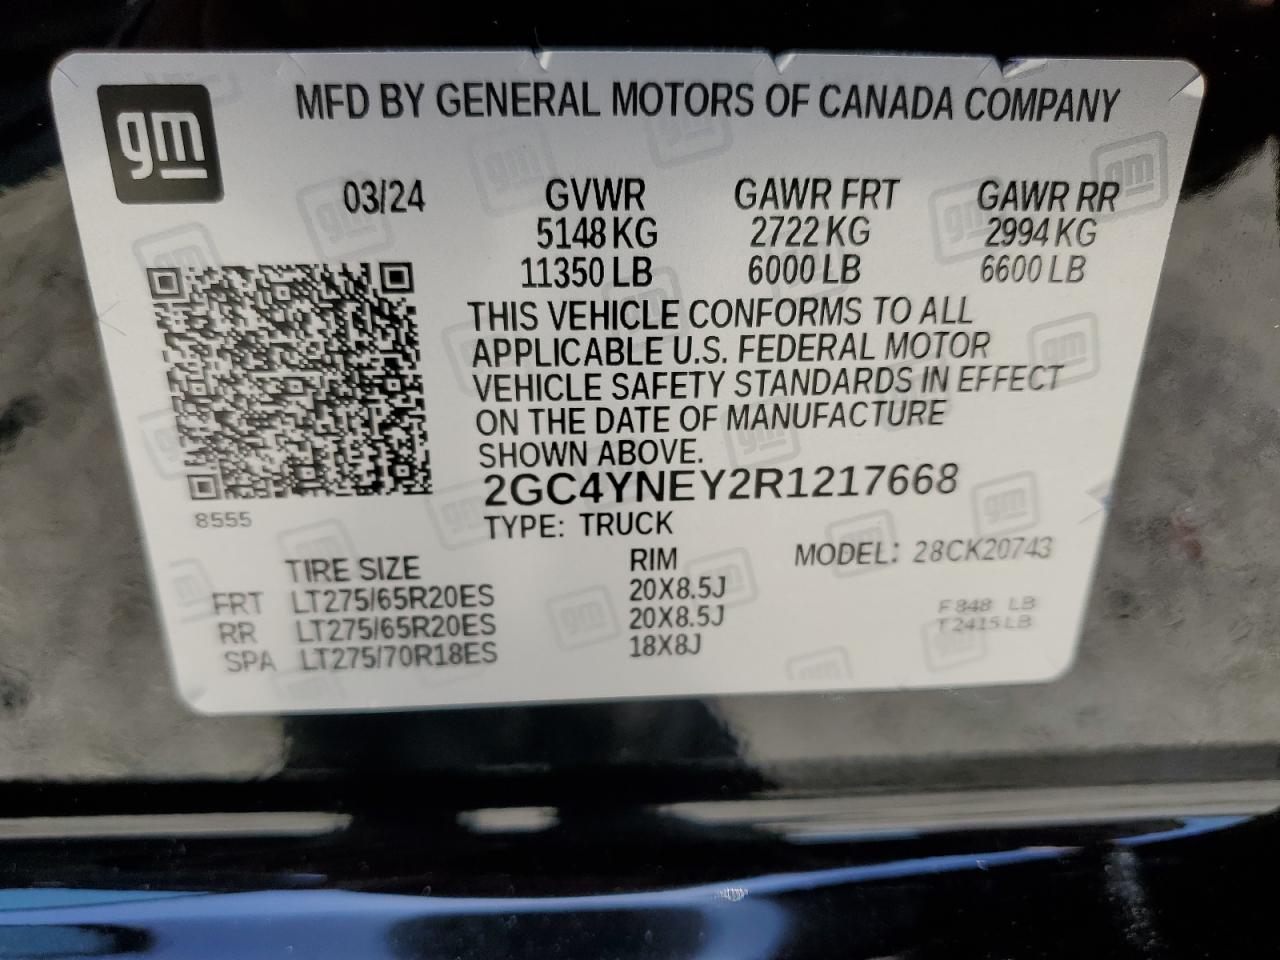 gm
MFD BY GENERAL MOTORS OF CANADA COMPANY
03/24 GVWR GAWR FRT GAWR RR
5148 KG 2722 KG 2994 KG
11350 LB 6000 LB 6600 LB
THIS VEHICLE CONFORMS TO ALL
APPLICABLE U.S. FEDERAL MOTOR
VEHICLE SAFETY STANDARDS IN EFFECT
ON THE DATE OF MANUFACTURE
SHOWN ABOVE.
2GC4YNEY2R1217668
8555
TYPE: TRUCK
MODEL: 28CK20743
TIRE SIZE RIM
FRT LT275/65R20ES 20X8.5J
RR LT275/65R20ES 20X8.5J
SPA LT275/70R18ES 18X8J
F848 LB
T2415LB